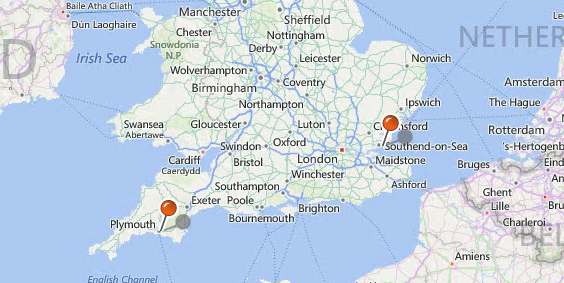 Baile Átha Cliath
Dún Laoghaire
Manchester
Sheffield
Irish Sea
Chester
Snowdonia
N.P.
Derby
Nottingham
Leicester
Norwich
NETHER
D
Wolverhampton
Birmingham
Coventry
Northampton
Ipswich
Amsterdam
The Hague
Rotterdam
's-Hertogenb
Swansea
Abertawe
Gloucester
Luton
Oxford
Swindon
London
Southend-on-Sea
Maidstone
Cardiff
Caerdydd
Bristol
Winchester
Ashford
Bruges
Ghent
Lille
Southampton
Exeter
Poole
Brighton
Bournemouth
Plymouth
Charleroi
BEL
Amiens
English Channel